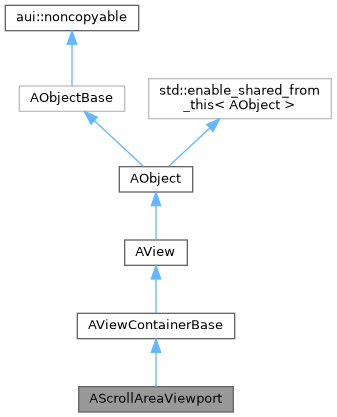 aui::noncopyable
AObjectBase
std::enable_shared_from
_this< AObject >
AObject
AView
AViewContainerBase
AScrollAreaViewport